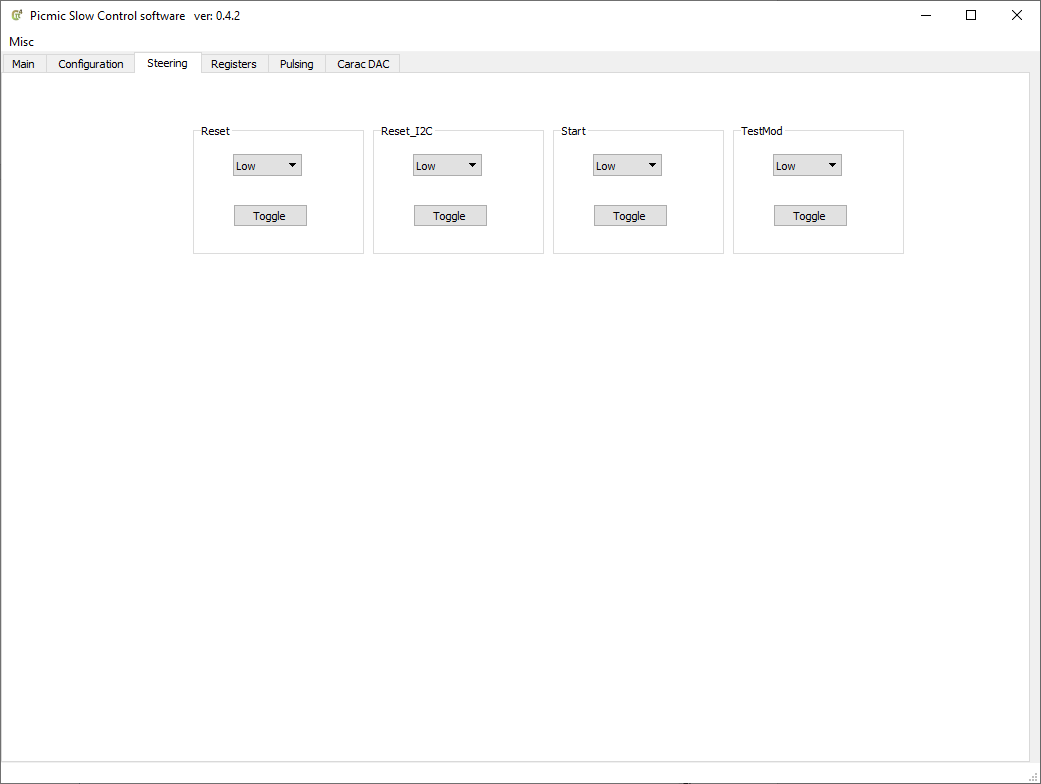 Picmic Slow Control software ver: 0.4.2
Misc
Main Configuration Steering Registers Pulsing Carac DAC
Reset Reset_I2C Start TestMod
Low Low Low Low
Toggle Toggle Toggle Toggle